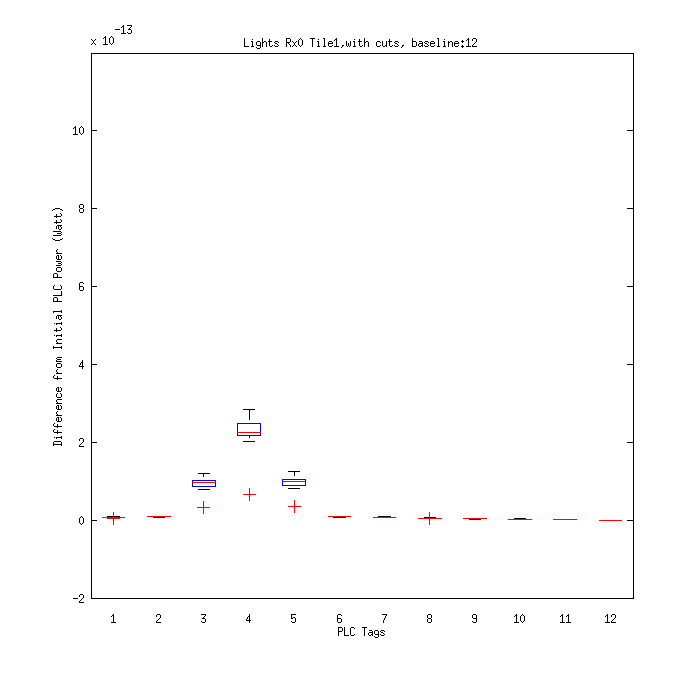 x 10
-13
Lights Rx0 Tile1,with cuts, baseline:12
10
8
6
4
2
0
-2
Difference from Initial PLC Power (Watt)
1 2 3 4 5 6 7 8 9 10 11 12
PLC Tags